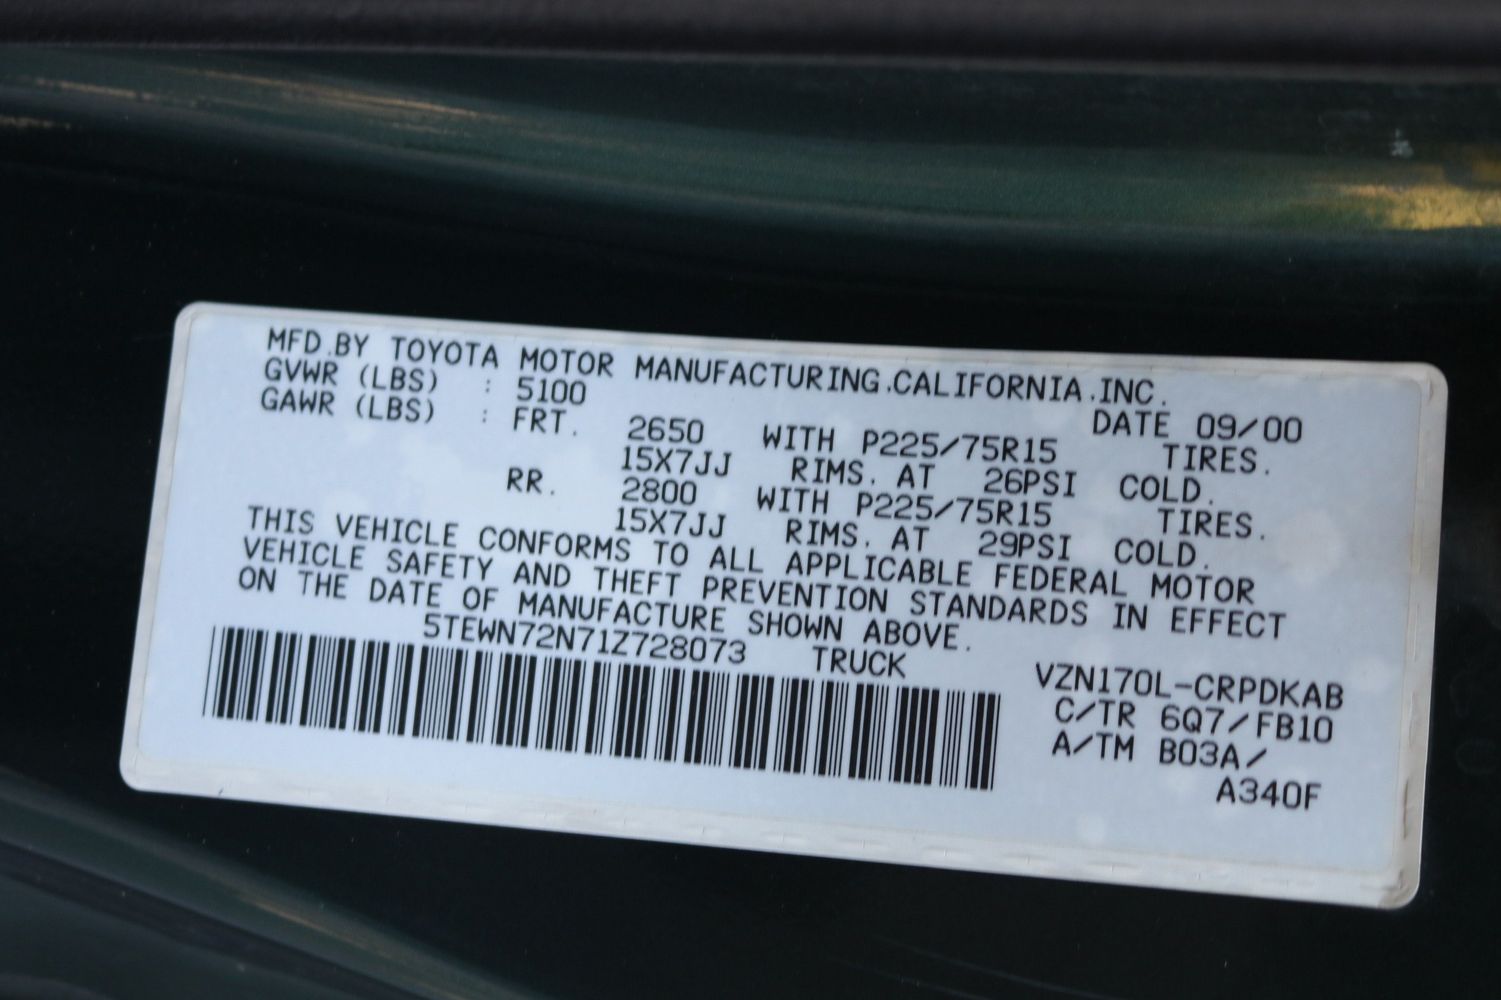 MFD.BY TOYOTA MOTOR MANUFACTURING.CALIFORNIA.INC.
GVWR (LBS) : 5100 DATE 09/00
GAWR (LBS) : FRT. 2650 WITH P225/75R15 TIRES.
15X7JJ RIMS. AT 26PSI COLD.
RR. 2800 WITH P225/75R15 TIRES.
15X7JJ RIMS. AT 29PSI COLD.
THIS VEHICLE CONFORMS TO ALL APPLICABLE FEDERAL MOTOR
VEHICLE SAFETY AND THEFT PREVENTION STANDARDS IN EFFECT
ON THE DATE OF MANUFACTURE SHOWN ABOVE.
5TEWN72N71Z728073 TRUCK
VZN170L-CRPDKAB
C/TR 6Q7/FB10
A/TM B03A/
A340F